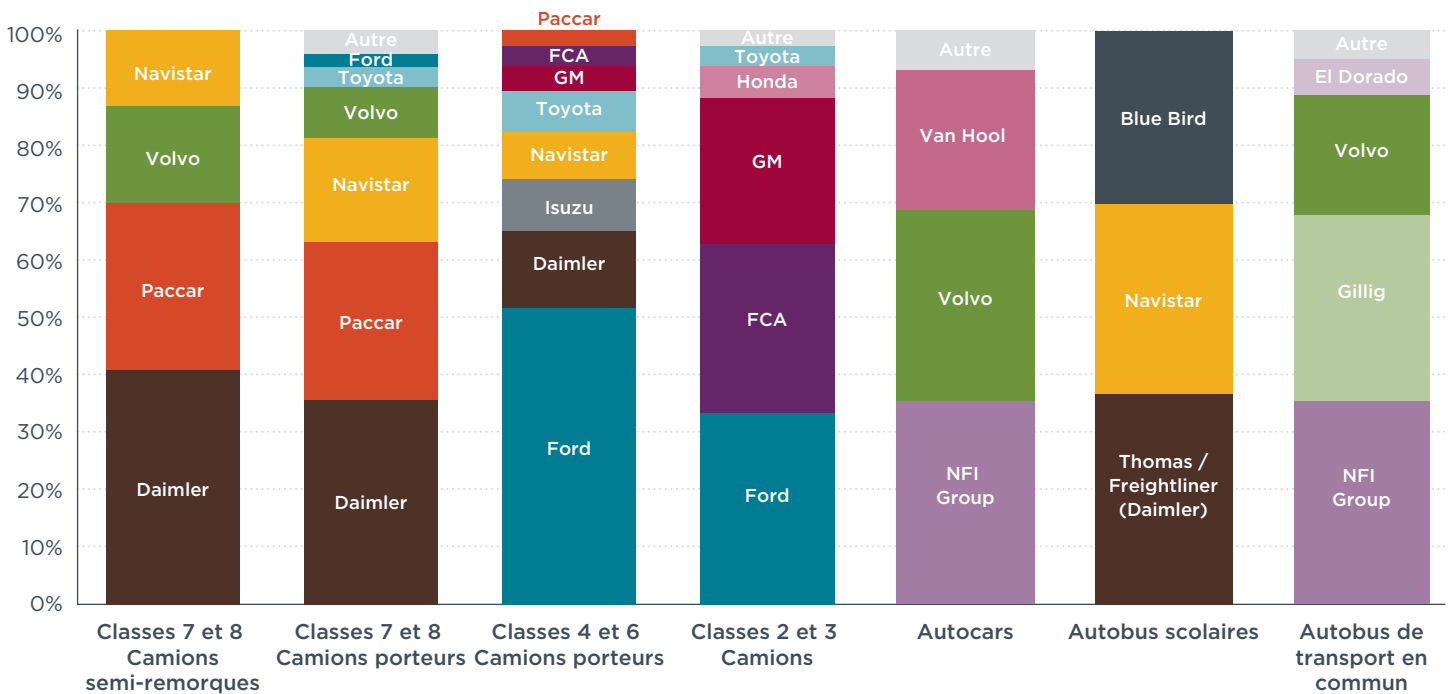 100%
90%
80%
70%
60%
50%
40%
30%
20%
10%
0%
Navistar
Volvo
Paccar
Daimler
Autre
Ford
Toyota
Volvo
Navistar
Paccar
Daimler
Paccar
FCA
GM
Toyota
Navistar
Isuzu
Daimler
Ford
Autre
Toyota
Honda
GM
FCA
Ford
Autre
Van Hool
Volvo
NFI
Group
Blue Bird
Navistar
Thomas /
Freightliner
(Daimler)
Autre
El Dorado
Volvo
Gillig
NFI
Group
Classes 7 et 8
Camions
semi-remorques
Classes 7 et 8
Camions porteurs
Classes 4 et 6
Camions porteurs
Classes 2 et 3
Camions
Autocars
Autobus scolaires
Autobus de
transport en
commun